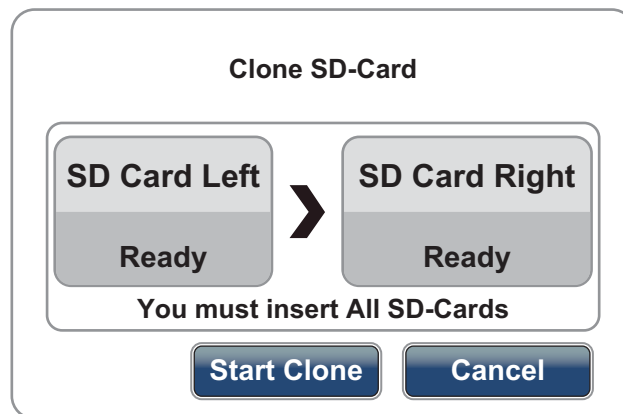 Clone SD-Card
SD Card Left
SD Card Right
Ready
Ready
You must insert All SD-Cards
Start Clone
Cancel